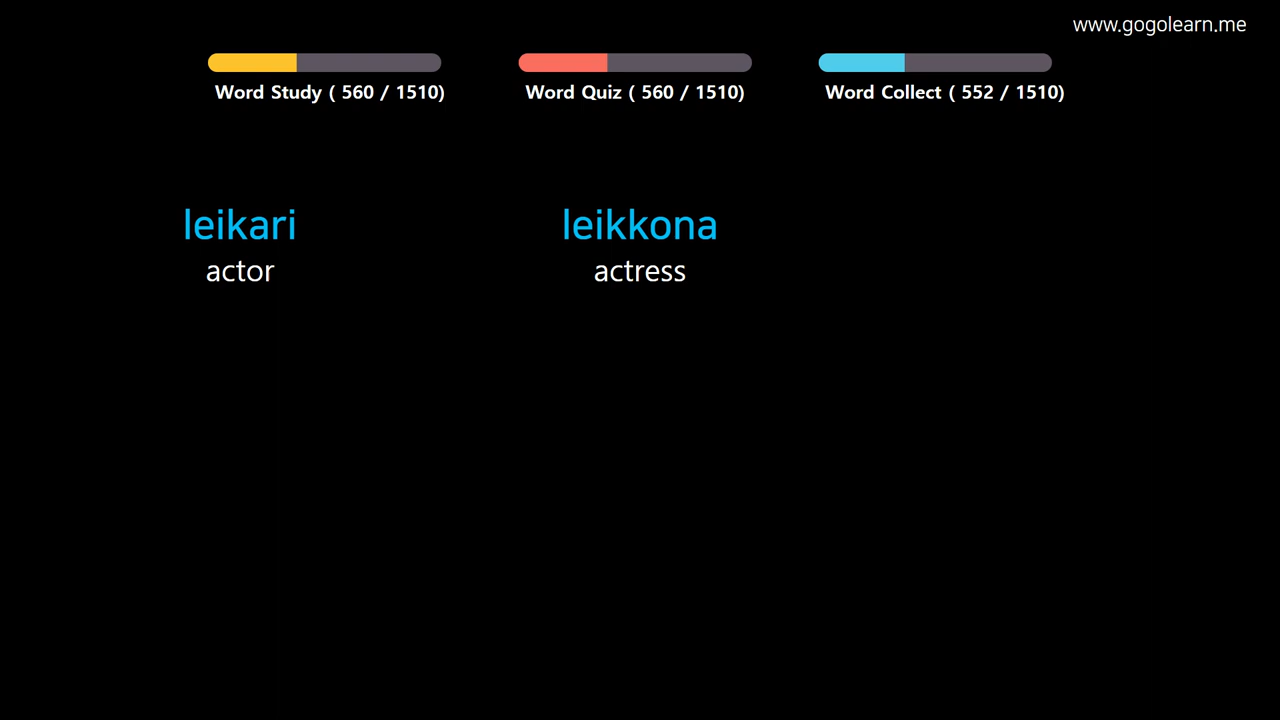 www.gogolearn.me
Word Study ( 560 / 1510)
Word Quiz ( 560 / 1510)
Word Collect ( 552 / 1510)
leikari
actor
leikkona
actress